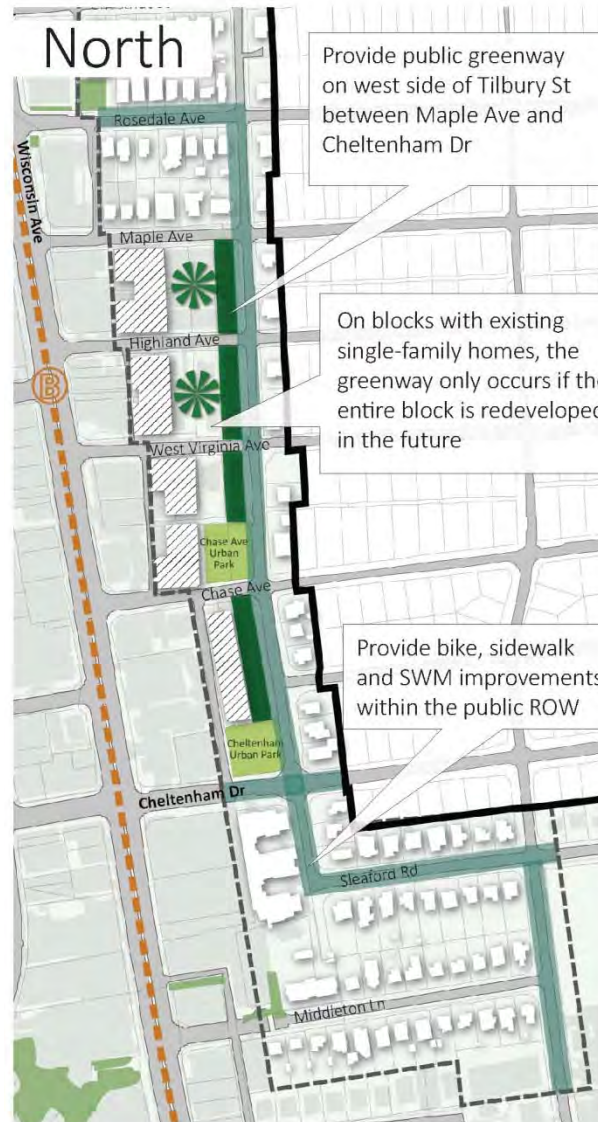 North
Provide public greenway
on west side of Tilbury St
between Maple Ave and
Cheltenham Dr
Rosedale Ave
Wisconsin Ave
Maple Ave
Highland Ave
On blocks with existing
single-family homes, the
greenway only occurs if the
entire block is redeveloped
in the future
B
West Virginia Ave
Chase Ave
Urban
Park
Chase Ave
Provide bike, sidewalk
and SWM improvements
within the public ROW
Cheltenham
Urban Park
Cheltenham Dr
Sleaford Rd
Middleton Ln